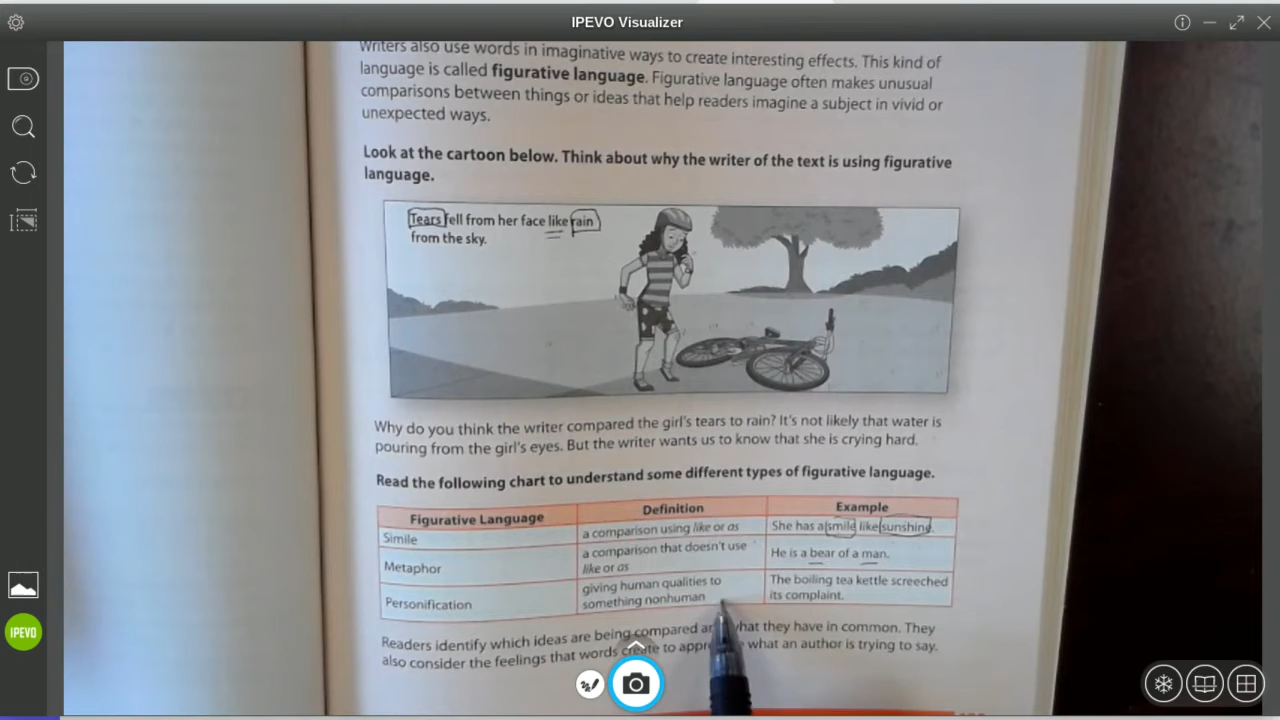 IPEVO Visualizer
Writers also use words in imaginative ways to create interesting effects. This kind of
language is called figurative language. Figurative language often makes unusual
comparisons between things or ideas that help readers imagine a subject in vivid or
unexpected ways.
Look at the cartoon below. Think about why the writer of the text is using figurative
language.
Tears fell from her face like rain
from the sky.
Why do you think the writer compared the girl's tears to rain? It's not likely that water is
pouring from the girl's eyes. But the writer wants us to know that she is crying hard.
Read the following chart to understand some different types of figurative language.
Figurative Language Definition Example
Simile a comparison using like or as She has a smile like sunshine.
Metaphor a comparison that doesn't use
like or as He is a bear of a man.
Personification giving human qualities to
something nonhuman The boiling tea kettle screeched
its complaint.
Readers identify which ideas are being compared what they have in common. They
also consider the feelings that words create to what an author is trying to say.
IPEVO